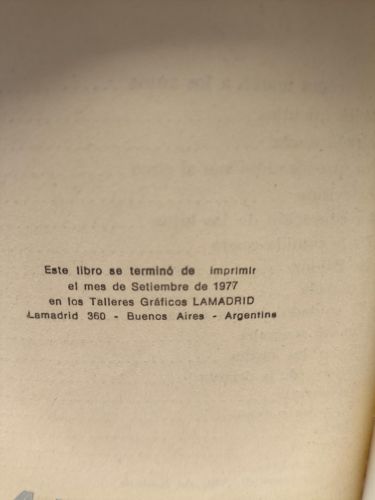 Este libro se terminó de imprimir
el mes de Setiembre de 1977
en los Talleres Gráficos LAMADRID
Lamadrid 360 - Buenos Aires - Argentina